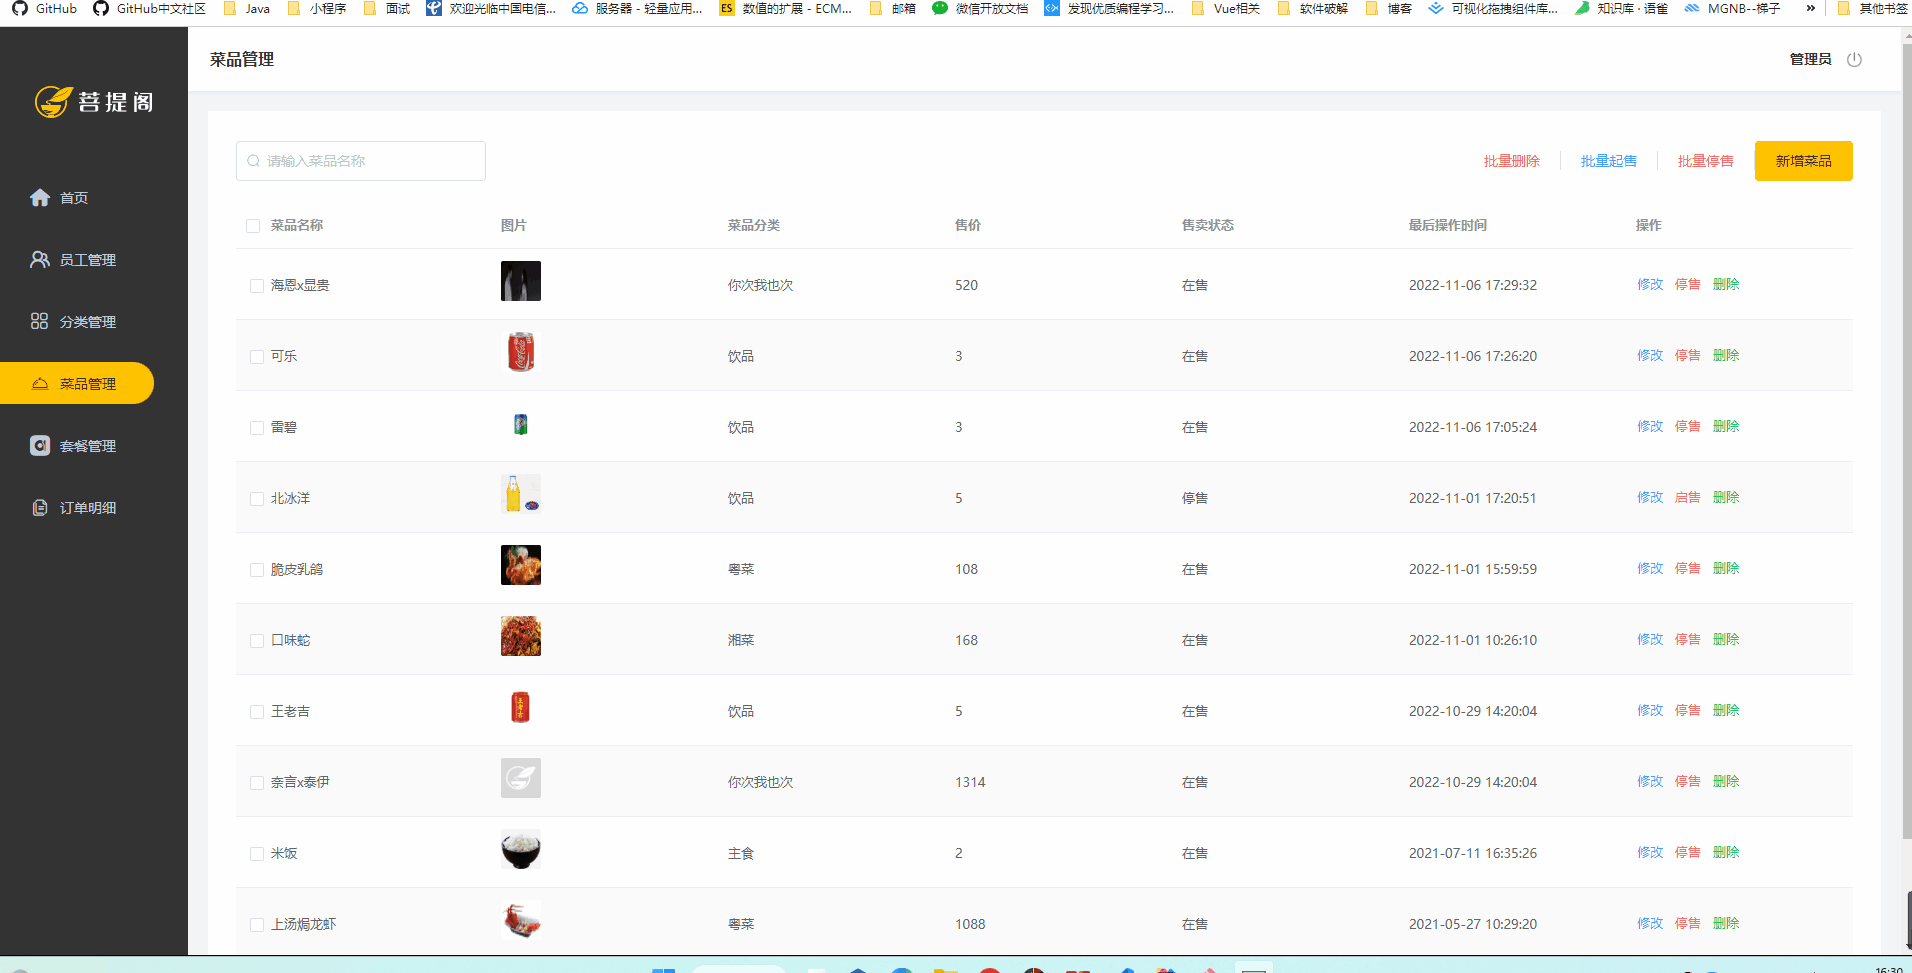 GitHub GitHub中文社区 Java 小程序 面试 欢迎光临中国电信... 服务器 - 轻量应用... ES 数值的扩展 - ECM... 邮箱 微信开放文档 发现优质编程学习... Vue相关 软件破解 博客 可视化拖拽组件库... 知识库 · 语雀 MGNB--梯子 » 其他书签
菩提阁
菜品管理 管理员
首页
员工管理
分类管理
菜品管理
套餐管理
订单明细
请输入菜品名称 批量删除 批量起售 批量停售 新增菜品
菜品名称 图片 菜品分类 售价 售卖状态 最后操作时间 操作
海恩x显贵 你次我也次 520 在售 2022-11-06 17:29:32 修改 停售 删除
可乐 饮品 3 在售 2022-11-06 17:26:20 修改 停售 删除
雷碧 饮品 3 在售 2022-11-06 17:05:24 修改 停售 删除
北冰洋 饮品 5 停售 2022-11-01 17:20:51 修改 启售 删除
脆皮乳鸽 粤菜 108 在售 2022-11-01 15:59:59 修改 停售 删除
口味蛇 湘菜 168 在售 2022-11-01 10:26:10 修改 停售 删除
王老吉 饮品 5 在售 2022-10-29 14:20:04 修改 停售 删除
奈言x泰伊 你次我也次 1314 在售 2022-10-29 14:20:04 修改 停售 删除
米饭 主食 2 在售 2021-07-11 16:35:26 修改 停售 删除
上汤焗龙虾 粤菜 1088 在售 2021-05-27 10:29:20 修改 停售 删除
16:30